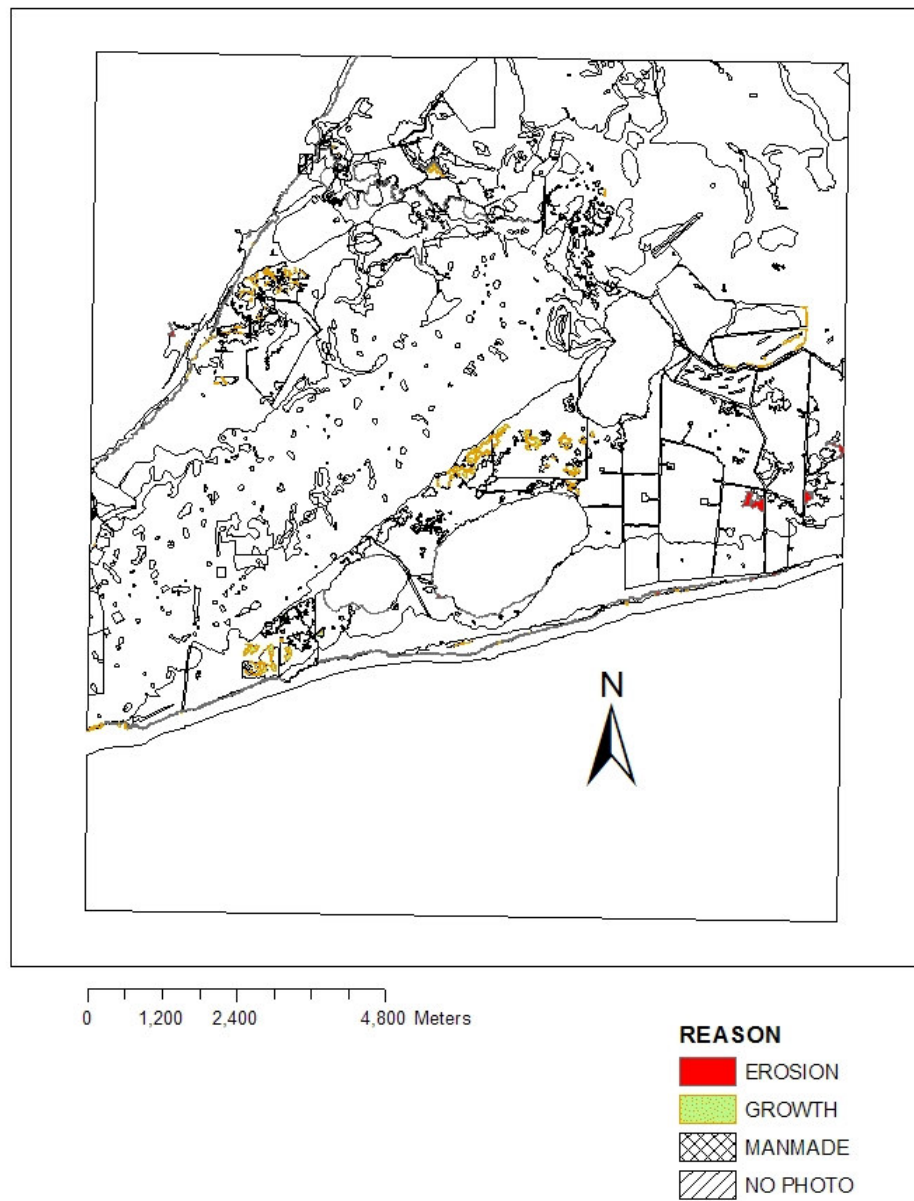 N
0 1,200 2,400 4,800 Meters
REASON
EROSION
GROWTH
MANMADE
NO PHOTO